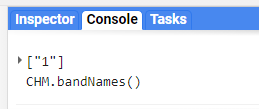 Inspector Console Tasks
["1"]
CHM.bandNames()